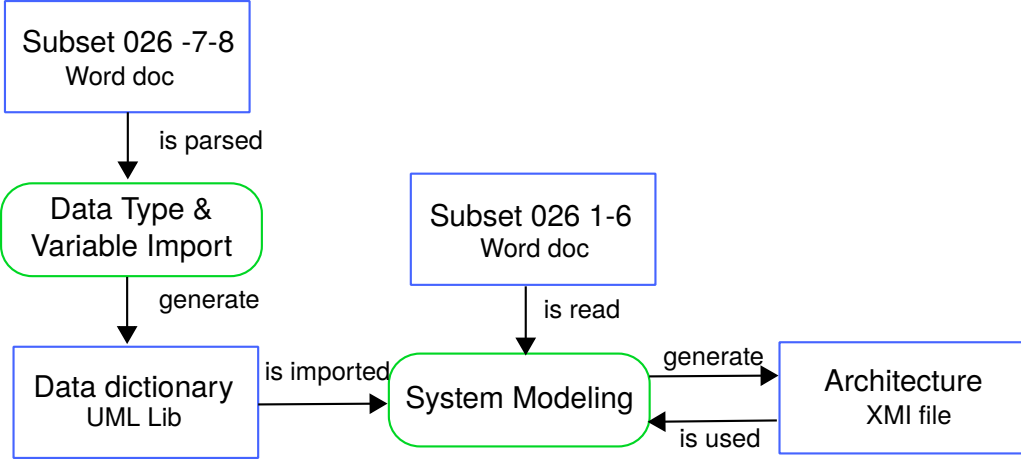 Subset 026 -7-8
Word doc
is parsed
Data Type &
Variable Import
generate
Data dictionary
UML Lib
is imported
Subset 026 1-6
Word doc
is read
System Modeling
generate
is used
Architecture
XMI file